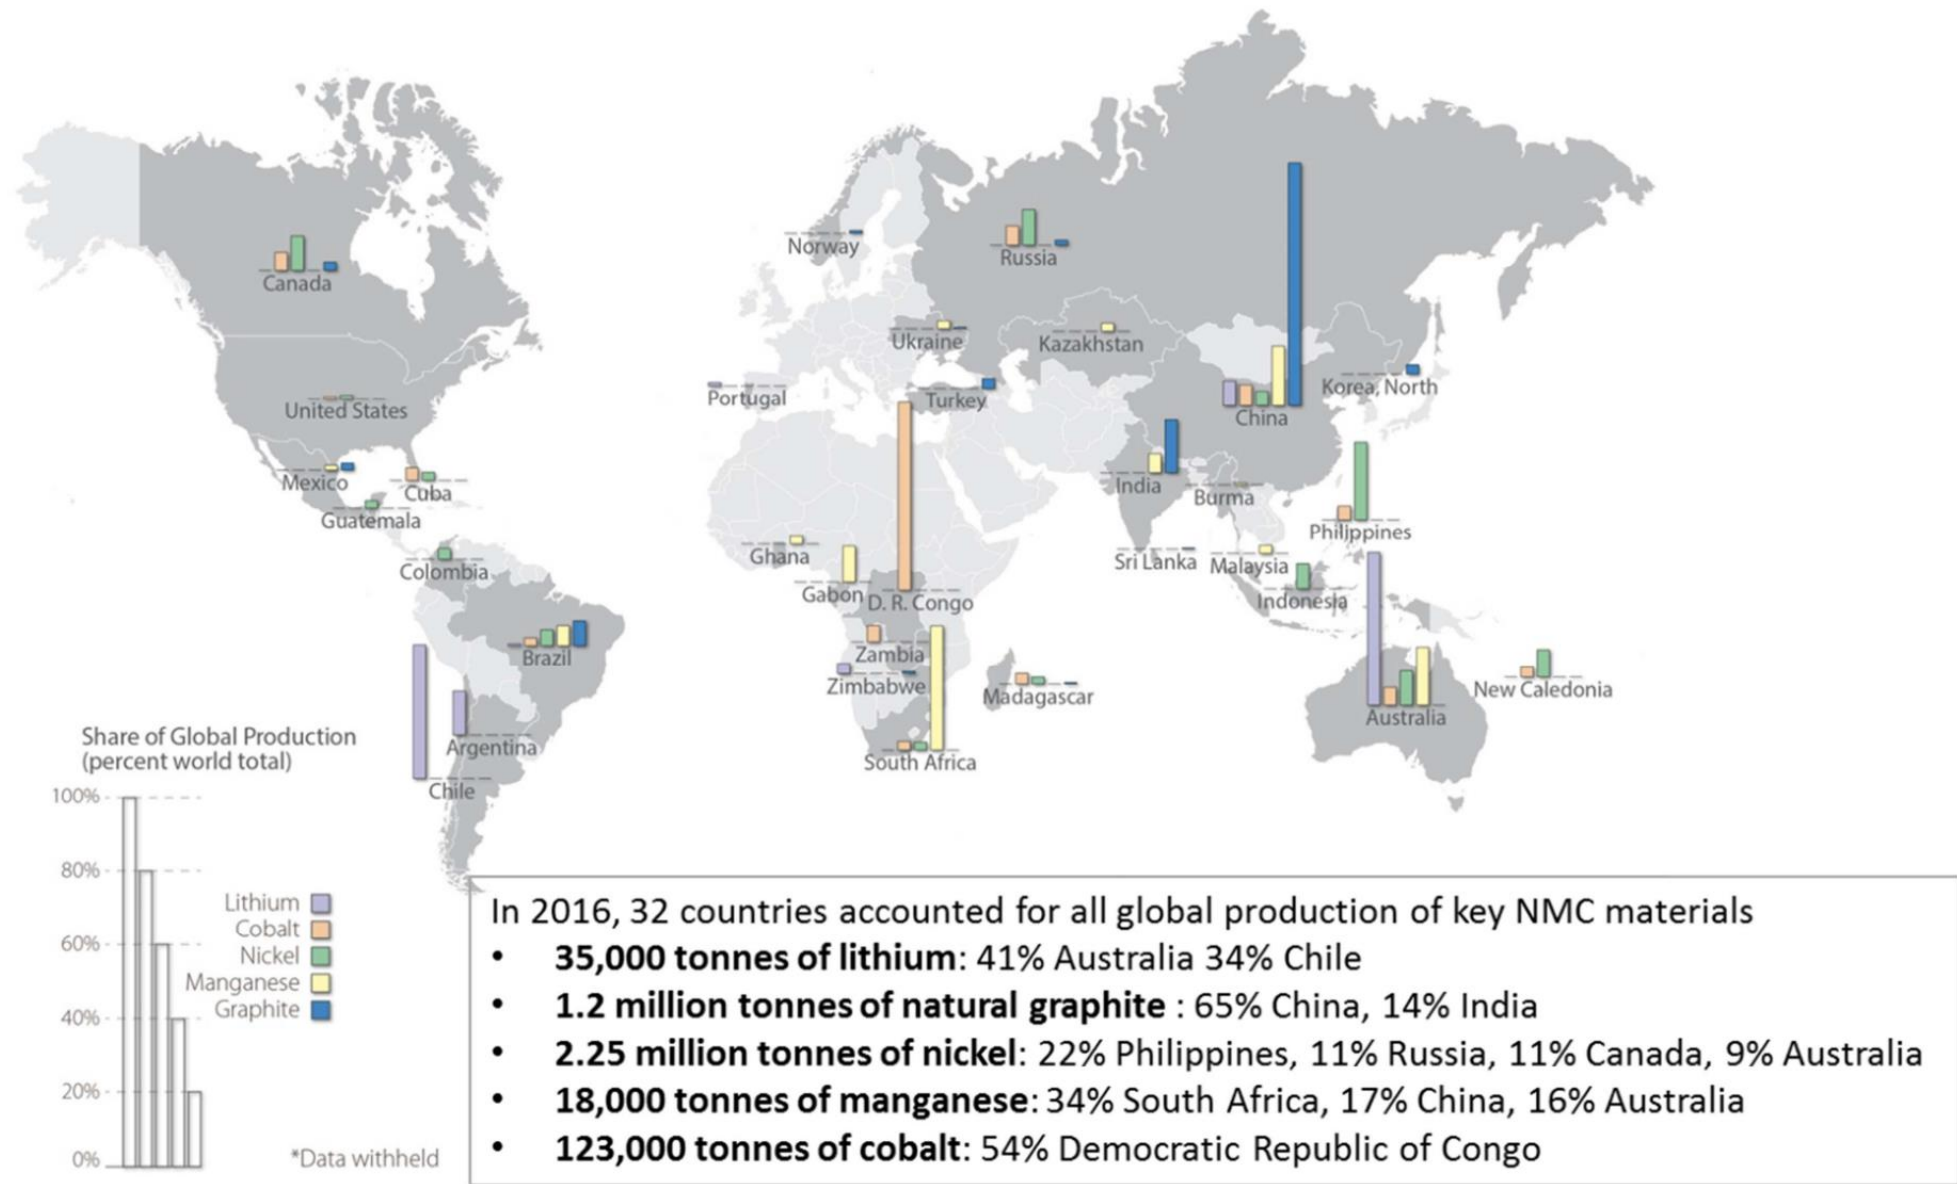 Norway
Russia
Canada
Ukraine
Kazakhstan
Portugal
Turkey
Korea, North
United States
China
Mexico
Cuba
India
Burma
Guatemala
Philippines
Ghana
Sri Lanka
Malaysia
Colombia
Gabon
D. R. Congo
Indonesia
Brazil
Zambia
Zimbabwe
Madagascar
New Caledonia
Australia
Argentina
South Africa
Chile
Share of Global Production
(percent world total)
100%
80%
60%
40%
20%
0%
Lithium
Cobalt
Nickel
Manganese
Graphite
*Data withheld
In 2016, 32 countries accounted for all global production of key NMC materials
• 35,000 tonnes of lithium: 41% Australia 34% Chile
• 1.2 million tonnes of natural graphite : 65% China, 14% India
• 2.25 million tonnes of nickel: 22% Philippines, 11% Russia, 11% Canada, 9% Australia
• 18,000 tonnes of manganese: 34% South Africa, 17% China, 16% Australia
• 123,000 tonnes of cobalt: 54% Democratic Republic of Congo